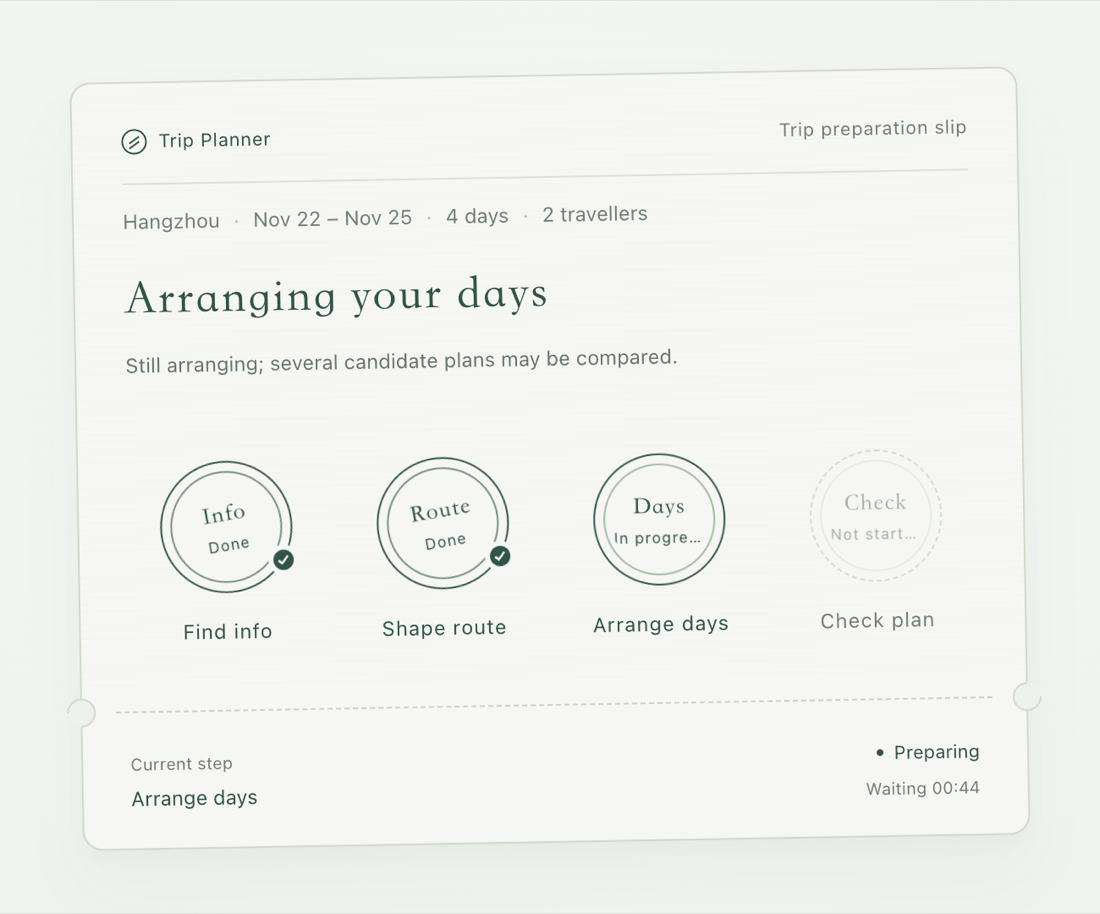 Trip Planner
Trip preparation slip
Hangzhou · Nov 22 – Nov 25 · 4 days · 2 travellers
Arranging your days
Still arranging; several candidate plans may be compared.
Info
Done
Find info
Route
Done
Shape route
Days
In progre...
Arrange days
Check
Not start...
Check plan
Current step
Arrange days
• Preparing
Waiting 00:44